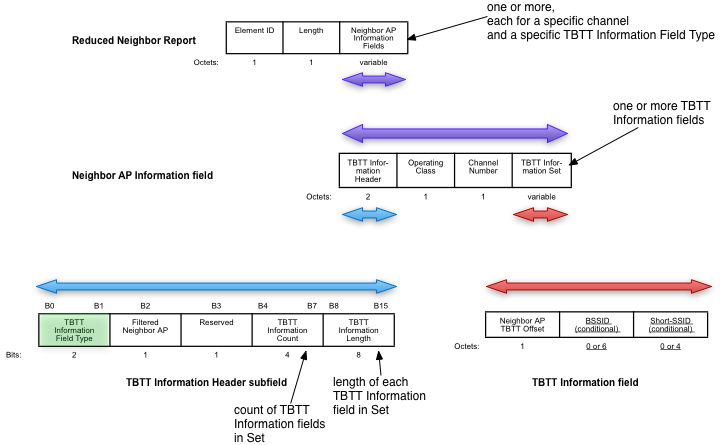 one or more,
each for a specific channel
and a specific TBTT Information Field Type
Reduced Neighbor Report
Element ID
Length
Neighbor AP
Information
Fields
Octets:
1
1
variable
one or more TBTT
Information fields
Neighbor AP Information field
TBTT Infor-
mation
Header
Operating
Class
Channel
Number
TBTT Infor-
mation Set
Octets:
2
1
1
variable
B0
B1
B2
B3
B4
B7
B8
B15
TBTT
Information
Field Type
Filtered
Neighbor AP
Reserved
TBTT
Information
Count
TBTT
Information
Length
Bits:
2
1
1
4
8
TBTT Information Header subfield
count of TBTT
Information fields
in Set
length of each
TBTT Information
field in Set
Neighbor AP
TBTT Offset
BSSID
(conditional)
Short-SSID
(conditional)
Octets:
1
0 or 6
0 or 4
TBTT Information field